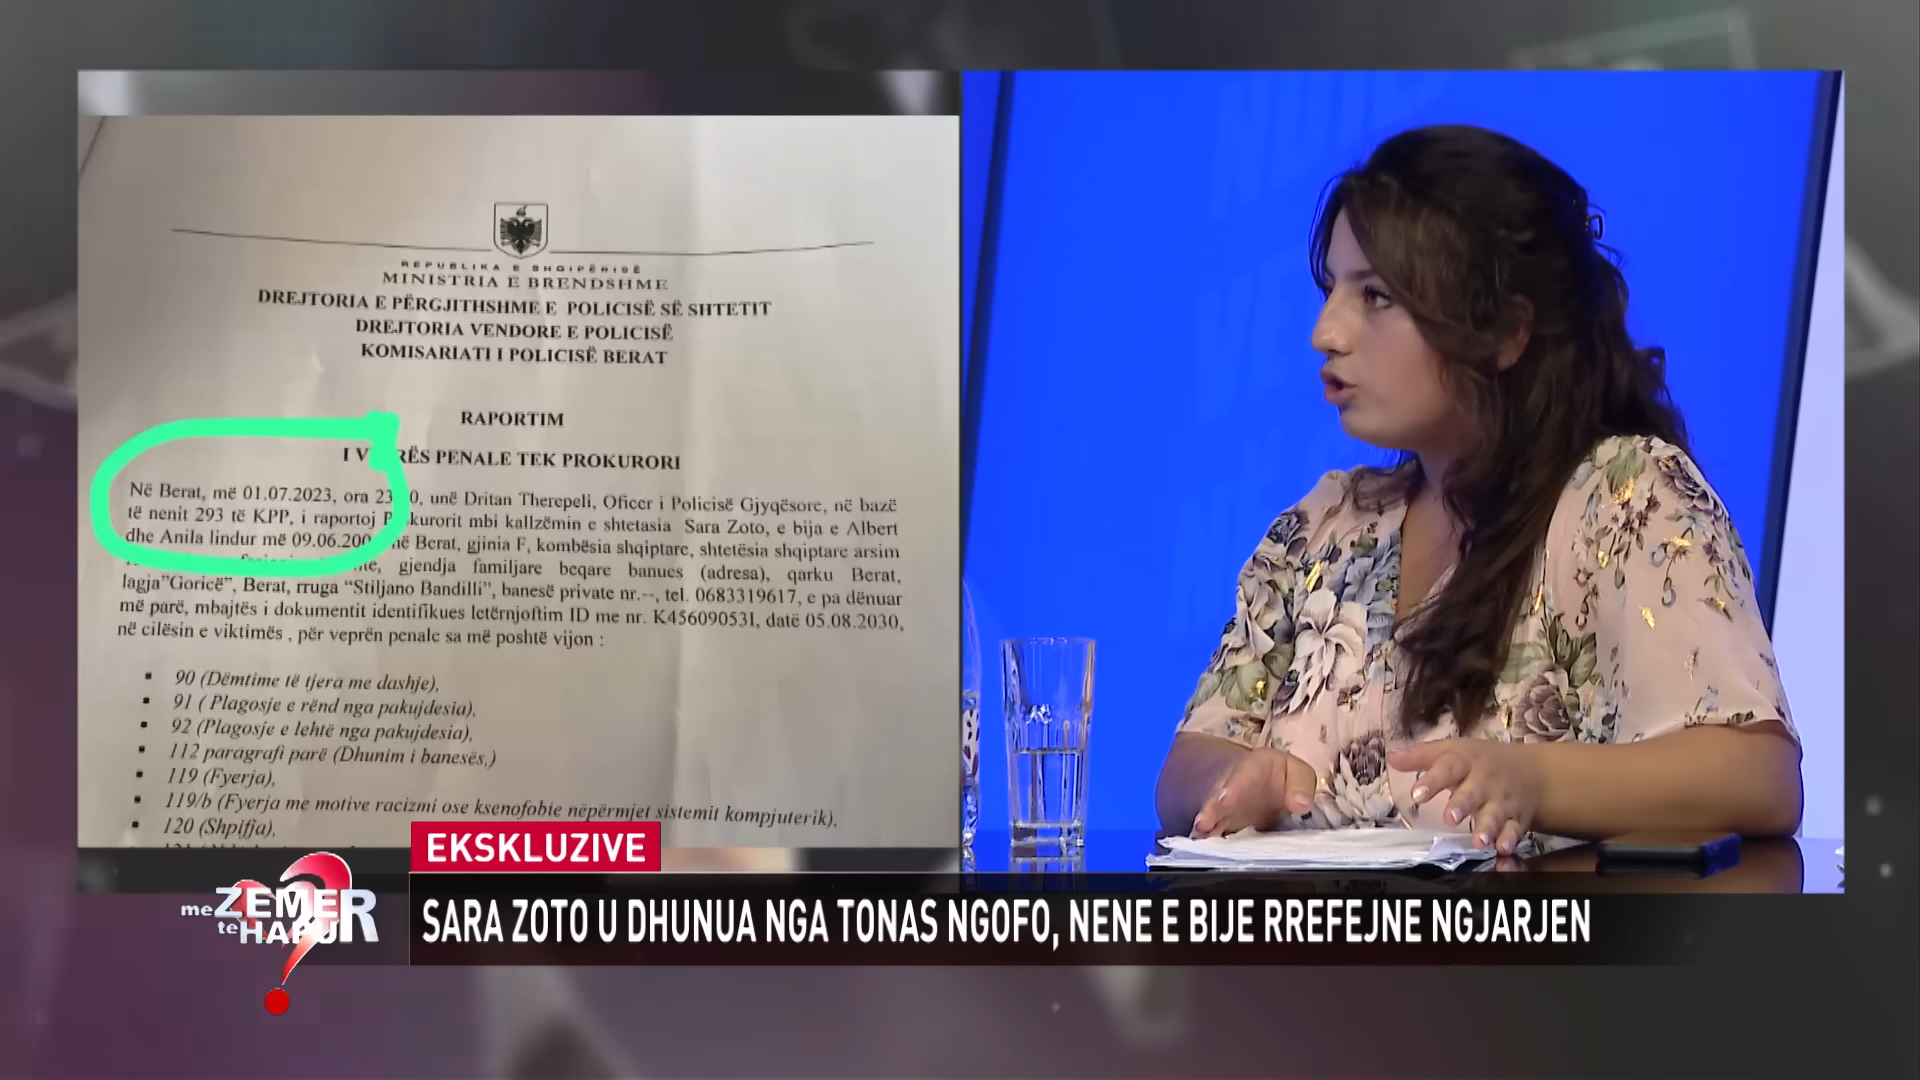 REPUBLIKA E SHQIPËRISË
MINISTRIA E BRENDSHME
DREJTORIA E PËRGJITHSHME E POLICISË SË SHTETIT
DREJTORIA VENDORE E POLICISË
KOMISARIATI I POLICISË BERAT
RAPORTIM
PENALE TEK PROKURORI
Në Berat, më 01.07.2023, ora unë Dritan Therepeli, Oficer i Policisë Gjyqësore, në bazë
të nenit 293 të KPP, i raportoj mbi kallzëmin e shtetasia Sara Zoto, e bija e Albert
dhe Anila lindur më 09.06.200 në Berat, gjinia F, kombësia shqiptare, shtetësia shqiptare arsim
gjendja familjare beqare banues (adresa), qarku Berat,
lagja"Goricë", Berat, rruga "Stiljano Bandilli", banesë private nr.--, tel. 0683319617, e pa dënuar
më parë, mbajtës i dokumentit identifikues letërnjoftim ID me nr. K45609053I, datë 05.08.2030,
në cilësin e viktimës , për veprën penale sa më poshtë vijon :
▪ 90 (Dëmtime të tjera me dashje),
▪ 91 ( Plagosje e rënd nga pakujdesia),
▪ 92 (Plagosje e lehtë nga pakujdesia),
▪ 112 paragrafi parë (Dhunim i banesës,)
▪ 119 (Fyerja),
▪ 119/b (Fyerja me motive racizmi ose ksenofobie nëpërmjet sistemit kompjuterik),
▪ 120 (Shpifja),
EKSKLUZIVE
SARA ZOTO U DHUNUA NGA TONAS NGOFO, NENE E BIJE RREFEJNE NGJARJEN
me ZEMER
te HAPUR